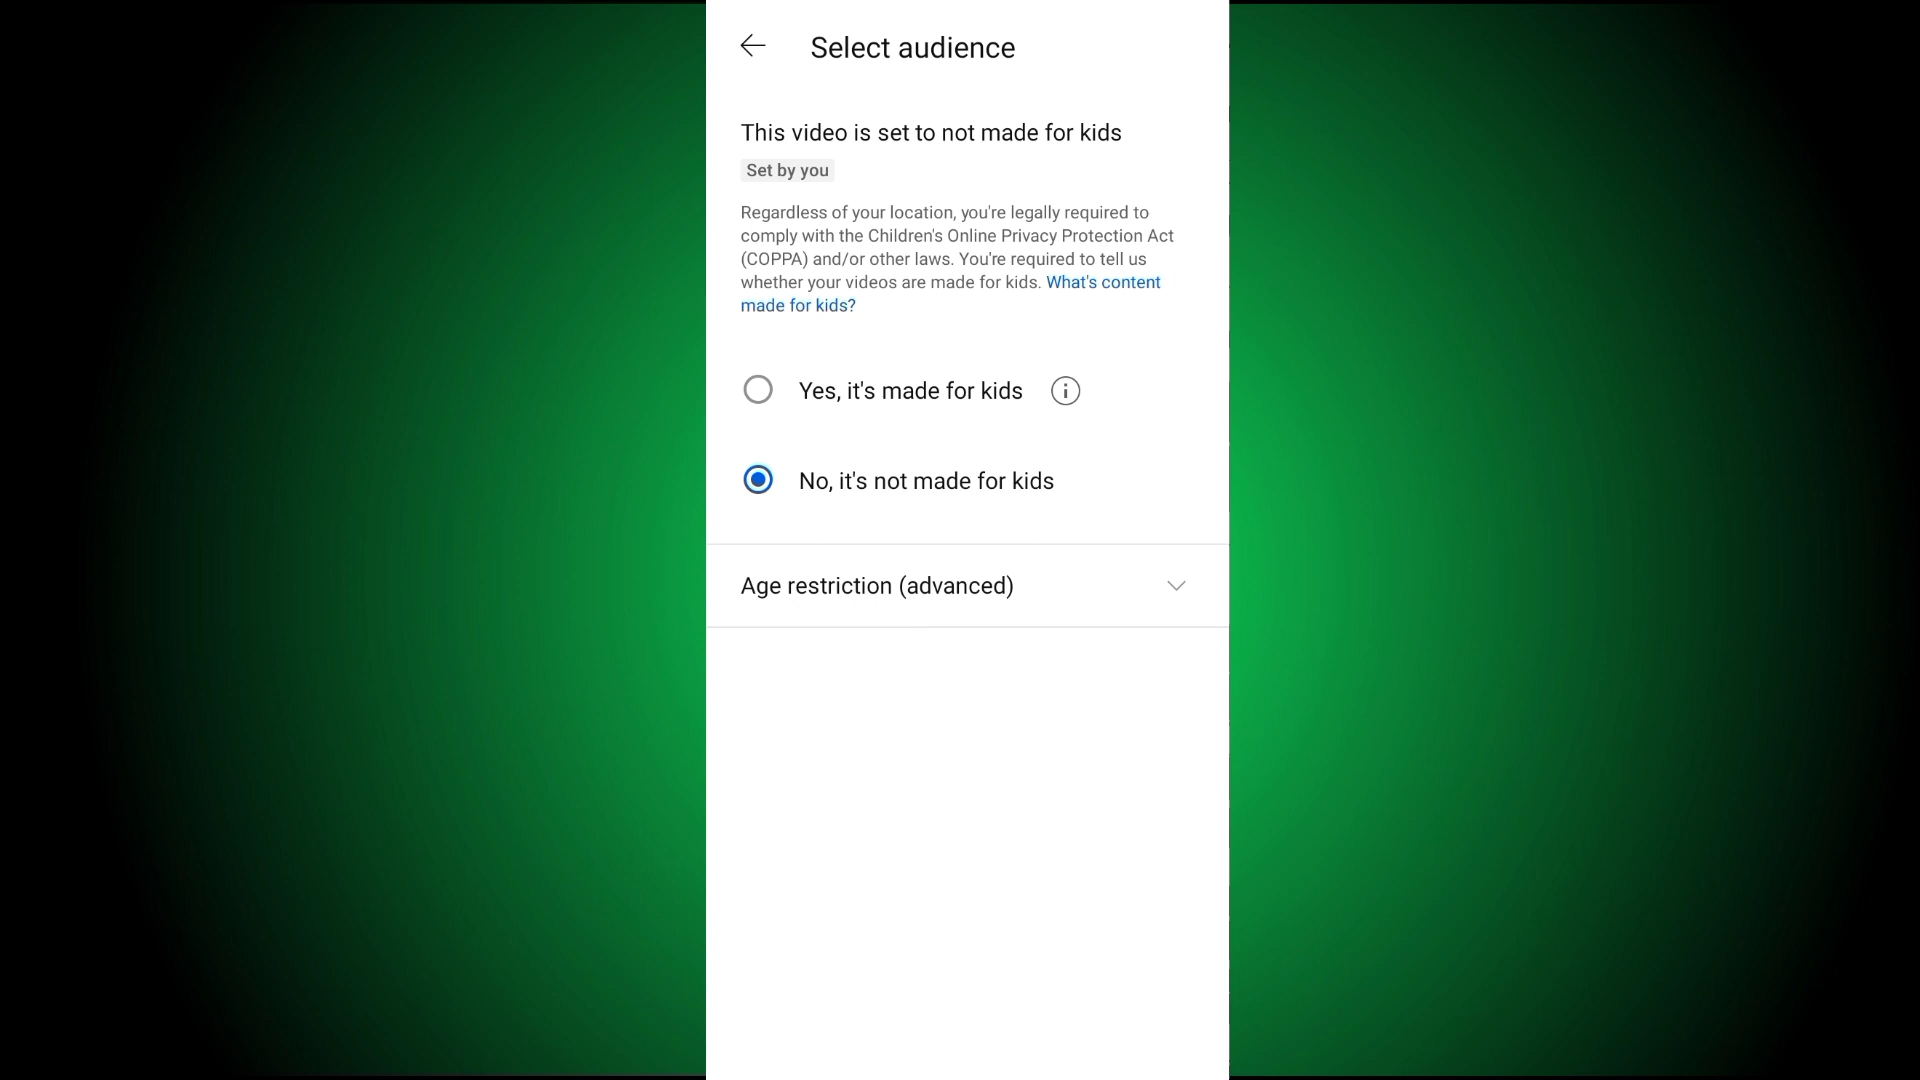 Select audience
This video is set to not made for kids
Set by you
Regardless of your location, you're legally required to
comply with the Children's Online Privacy Protection Act
(COPPA) and/or other laws. You're required to tell us
whether your videos are made for kids. What's content
made for kids?
Yes, it's made for kids
No, it's not made for kids
Age restriction (advanced)